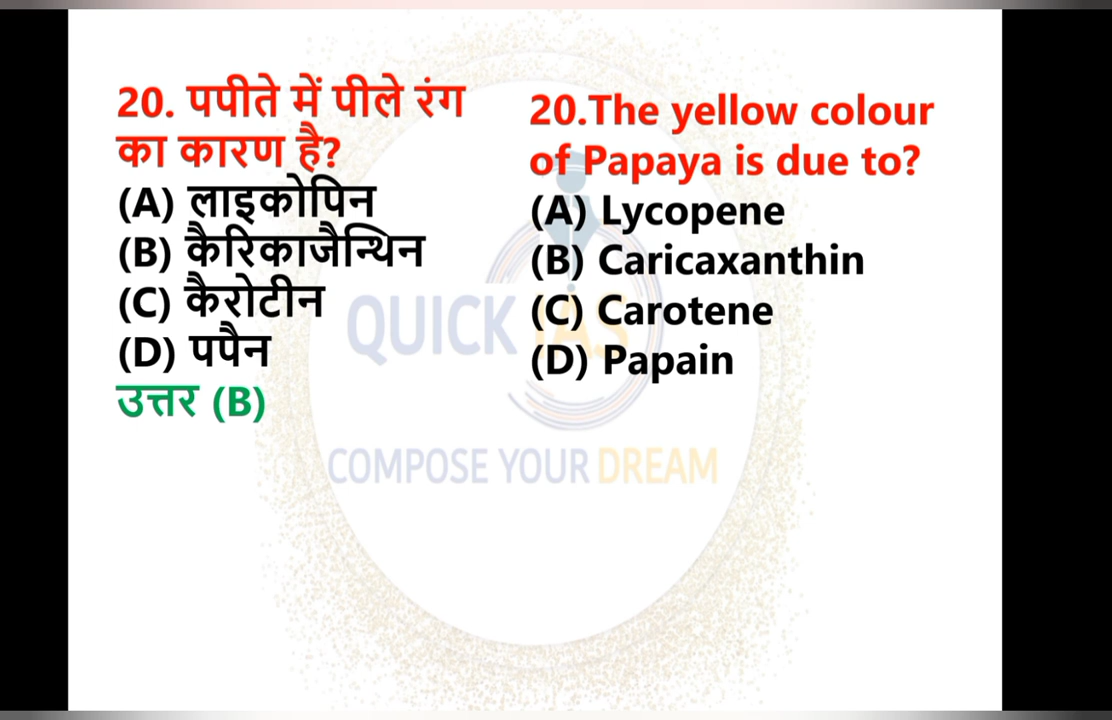 20. पपीते में पीले रंग
का कारण है?
(A) लाइकोपिन
(B) कैरिकाजैन्थिन
(C) कैरोटीन
(D) पपैन
उत्तर (B)
20.The yellow colour
of Papaya is due to?
(A) Lycopene
(B) Caricaxanthin
(C) Carotene
(D) Papain
QUICK IAS
COMPOSE YOUR DREAM